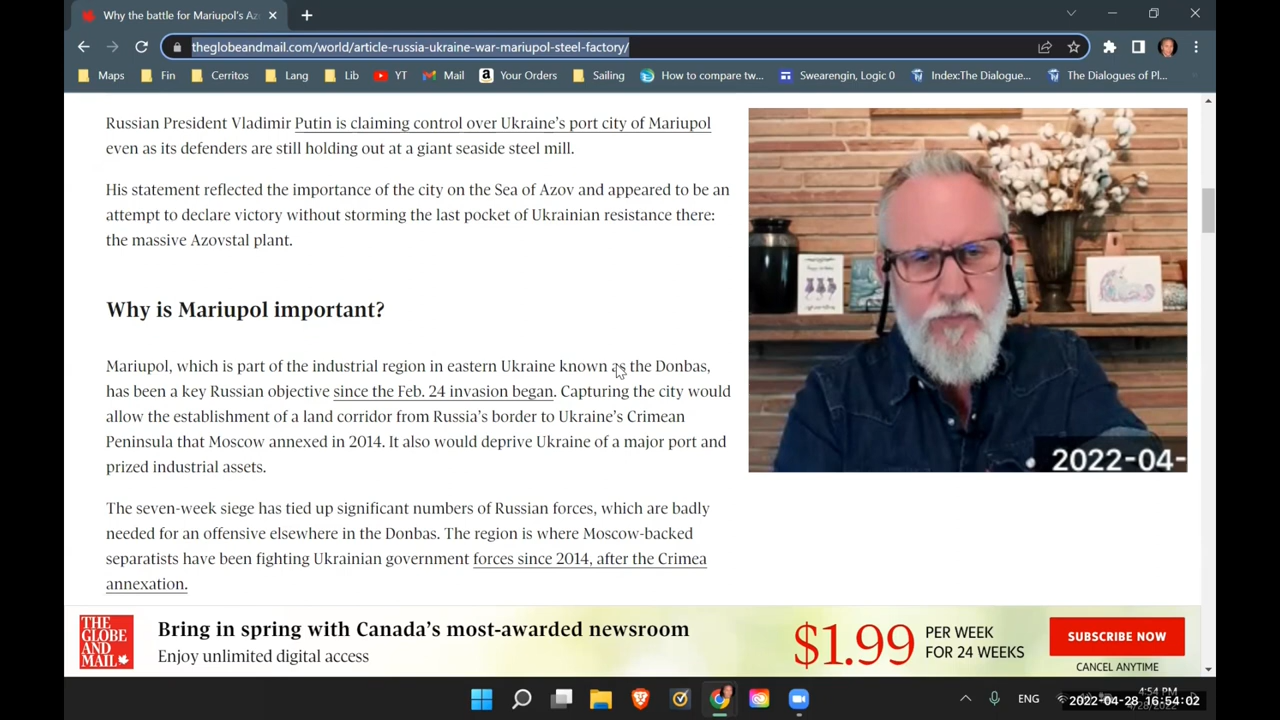 Why the battle for Mariupol's Az
theglobeandmail.com/world/article-russia-ukraine-war-mariupol-steel-factory/
Maps
Fin
Cerritos
Lang
Lib
YT
Mail
Your Orders
Sailing
How to compare tw...
Swearengin, Logic 0
Index:The Dialogue...
The Dialogues of Pl...
Russian President Vladimir Putin is claiming control over Ukraine's port city of Mariupol
even as its defenders are still holding out at a giant seaside steel mill.
His statement reflected the importance of the city on the Sea of Azov and appeared to be an
attempt to declare victory without storming the last pocket of Ukrainian resistance there:
the massive Azovstal plant.
Why is Mariupol important?
Mariupol, which is part of the industrial region in eastern Ukraine known as the Donbas,
has been a key Russian objective since the Feb. 24 invasion began. Capturing the city would
allow the establishment of a land corridor from Russia's border to Ukraine's Crimean
Peninsula that Moscow annexed in 2014. It also would deprive Ukraine of a major port and
prized industrial assets.
The seven-week siege has tied up significant numbers of Russian forces, which are badly
needed for an offensive elsewhere in the Donbas. The region is where Moscow-backed
separatists have been fighting Ukrainian government forces since 2014, after the Crimea
annexation.
2022-04-
THE
GLOBE
AND
MAIL
Bring in spring with Canada's most-awarded newsroom
Enjoy unlimited digital access
$1.99
PER WEEK
FOR 24 WEEKS
SUBSCRIBE NOW
CANCEL ANYTIME
ENG
4:54 PM
2022-04-28 16:54:02